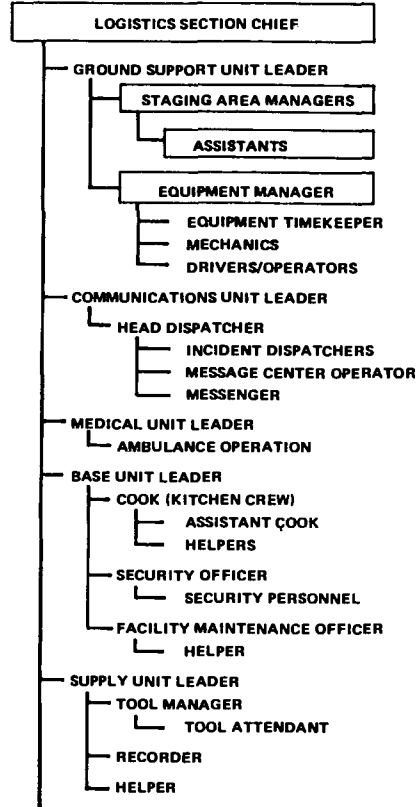 LOGISTICS SECTION CHIEF
GROUND SUPPORT UNIT LEADER
STAGING AREA MANAGERS
ASSISTANTS
EQUIPMENT MANAGER
EQUIPMENT TIMEKEEPER
MECHANICS
DRIVERS/OPERATORS
COMMUNICATIONS UNIT LEADER
HEAD DISPATCHER
INCIDENT DISPATCHERS
MESSAGE CENTER OPERATOR
MESSENGER
MEDICAL UNIT LEADER
AMBULANCE OPERATION
BASE UNIT LEADER
COOK (KITCHEN CREW)
ASSISTANT COOK
HELPERS
SECURITY OFFICER
SECURITY PERSONNEL
FACILITY MAINTENANCE OFFICER
HELPER
SUPPLY UNIT LEADER
TOOL MANAGER
TOOL ATTENDANT
RECORDER
HELPER